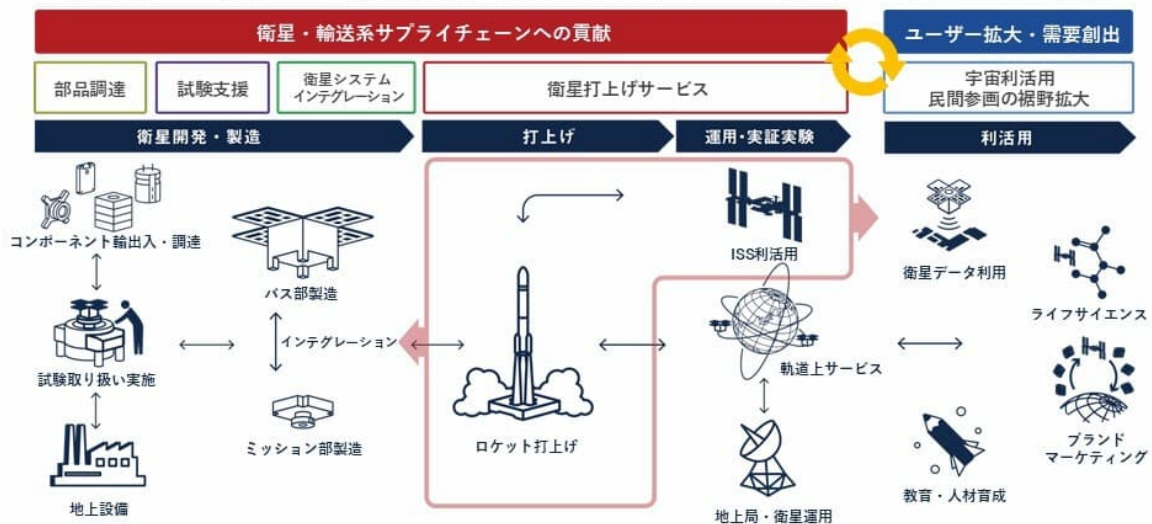 衛星・輸送系サプライチェーンへの貢献
ユーザー拡大・需要創出
部品調達
試験支援
衛星システム
インテグレーション
衛星打上げサービス
宇宙利活用
民間参画の裾野拡大
衛星開発・製造
打上げ
運用・実証実験
利活用
コンポーネント輸出入・調達
バス部製造
インテグレーション
試験取り扱い実施
ミッション部製造
地上設備
ロケット打上げ
ISS利活用
軌道上サービス
地上局・衛星運用
衛星データ利用
ライフサイエンス
ブランド
マーケティング
教育・人材育成